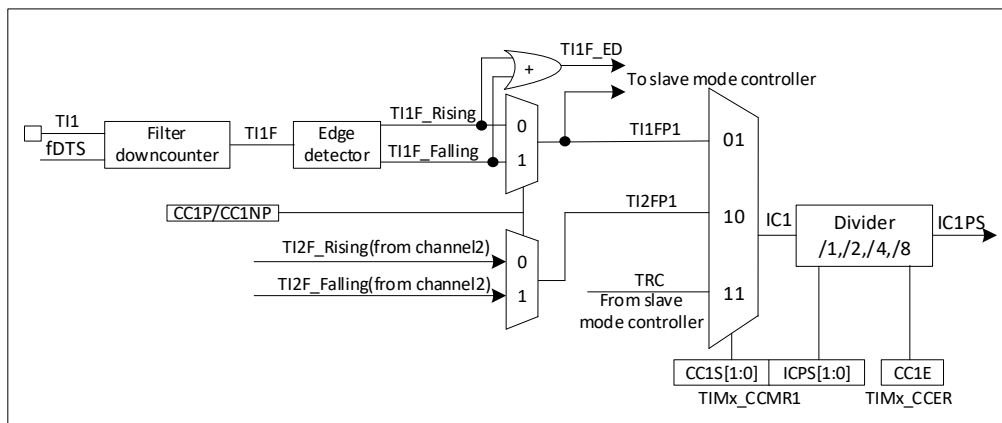 TI1F_ED
+
To slave mode controller
TI1
fDTS
Filter
downcounter
TI1F
Edge
detector
TI1F_Rising
TI1F_Falling
0
1
TI1FP1
01
CC1P/CC1NP
TI2FP1
10
IC1
Divider
/1,/2,/4,/8
IC1PS
TI2F_Rising(from channel2)
TI2F_Falling(from channel2)
0
1
TRC
From slave
mode controller
11
CC1S[1:0]
ICPS[1:0]
CC1E
TIMx_CCMR1
TIMx_CCER